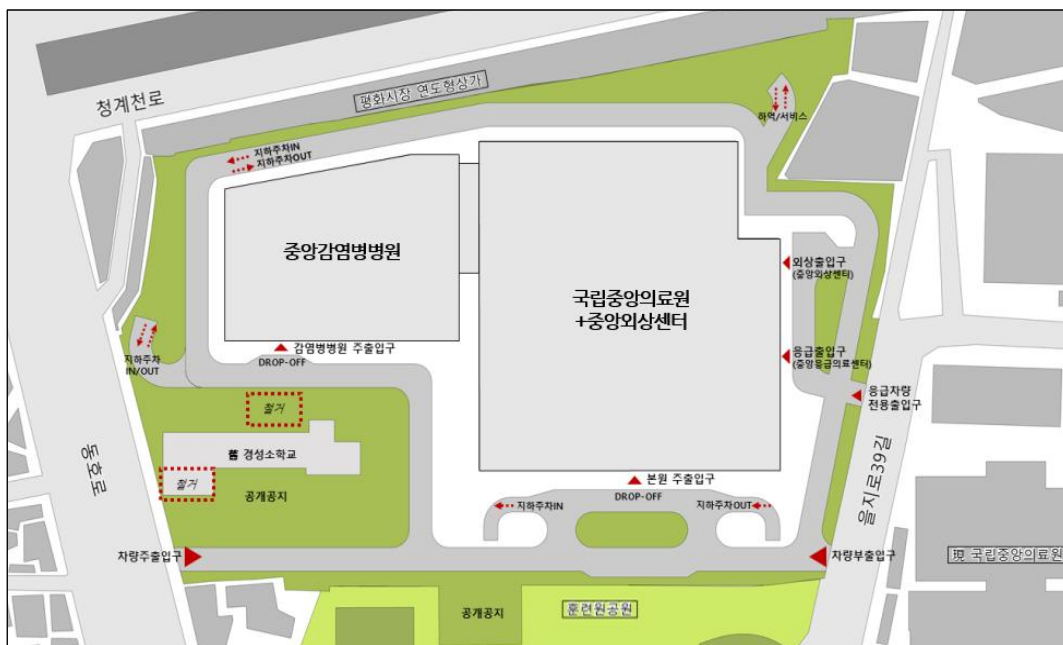 청계천로
평화시장 연도형상가
하역/서비스
지하주차IN
지하주차OUT
중앙감염병병원
국립중앙의료원
+중앙외상센터
외상출입구
(중앙외상센터)
지하주차
IN/OUT
감염병병원 주출입구
DROP-OFF
응급출입구
(중앙응급의료센터)
응급차량
전용출입구
철거
舊 경성소학교
철거
공개공지
동호로
을지로39길
본원 주출입구
DROP-OFF
지하주차IN
지하주차OUT
차량주출입구
차량부출입구
現 국립중앙의료원
공개공지
훈련원공원